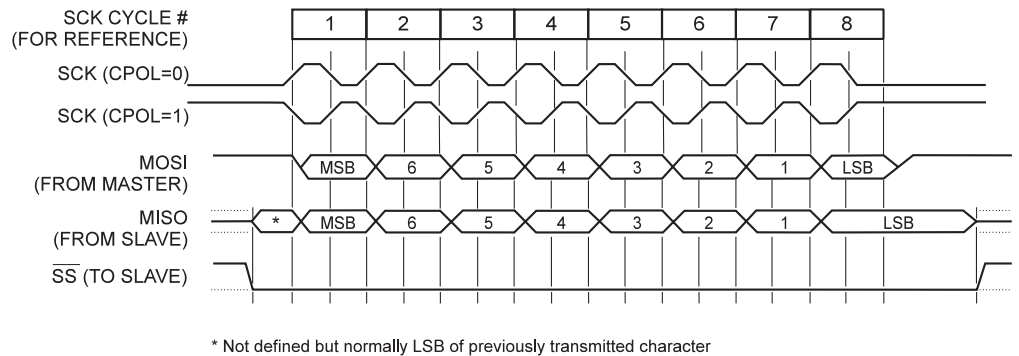 SCK CYCLE #
(FOR REFERENCE)
1 2 3 4 5 6 7 8
SCK (CPOL=0)
SCK (CPOL=1)
MOSI
(FROM MASTER)
MSB 6 5 4 3 2 1 LSB
MISO
(FROM SLAVE)
* MSB 6 5 4 3 2 1 LSB
SS (TO SLAVE)
* Not defined but normally LSB of previously transmitted character